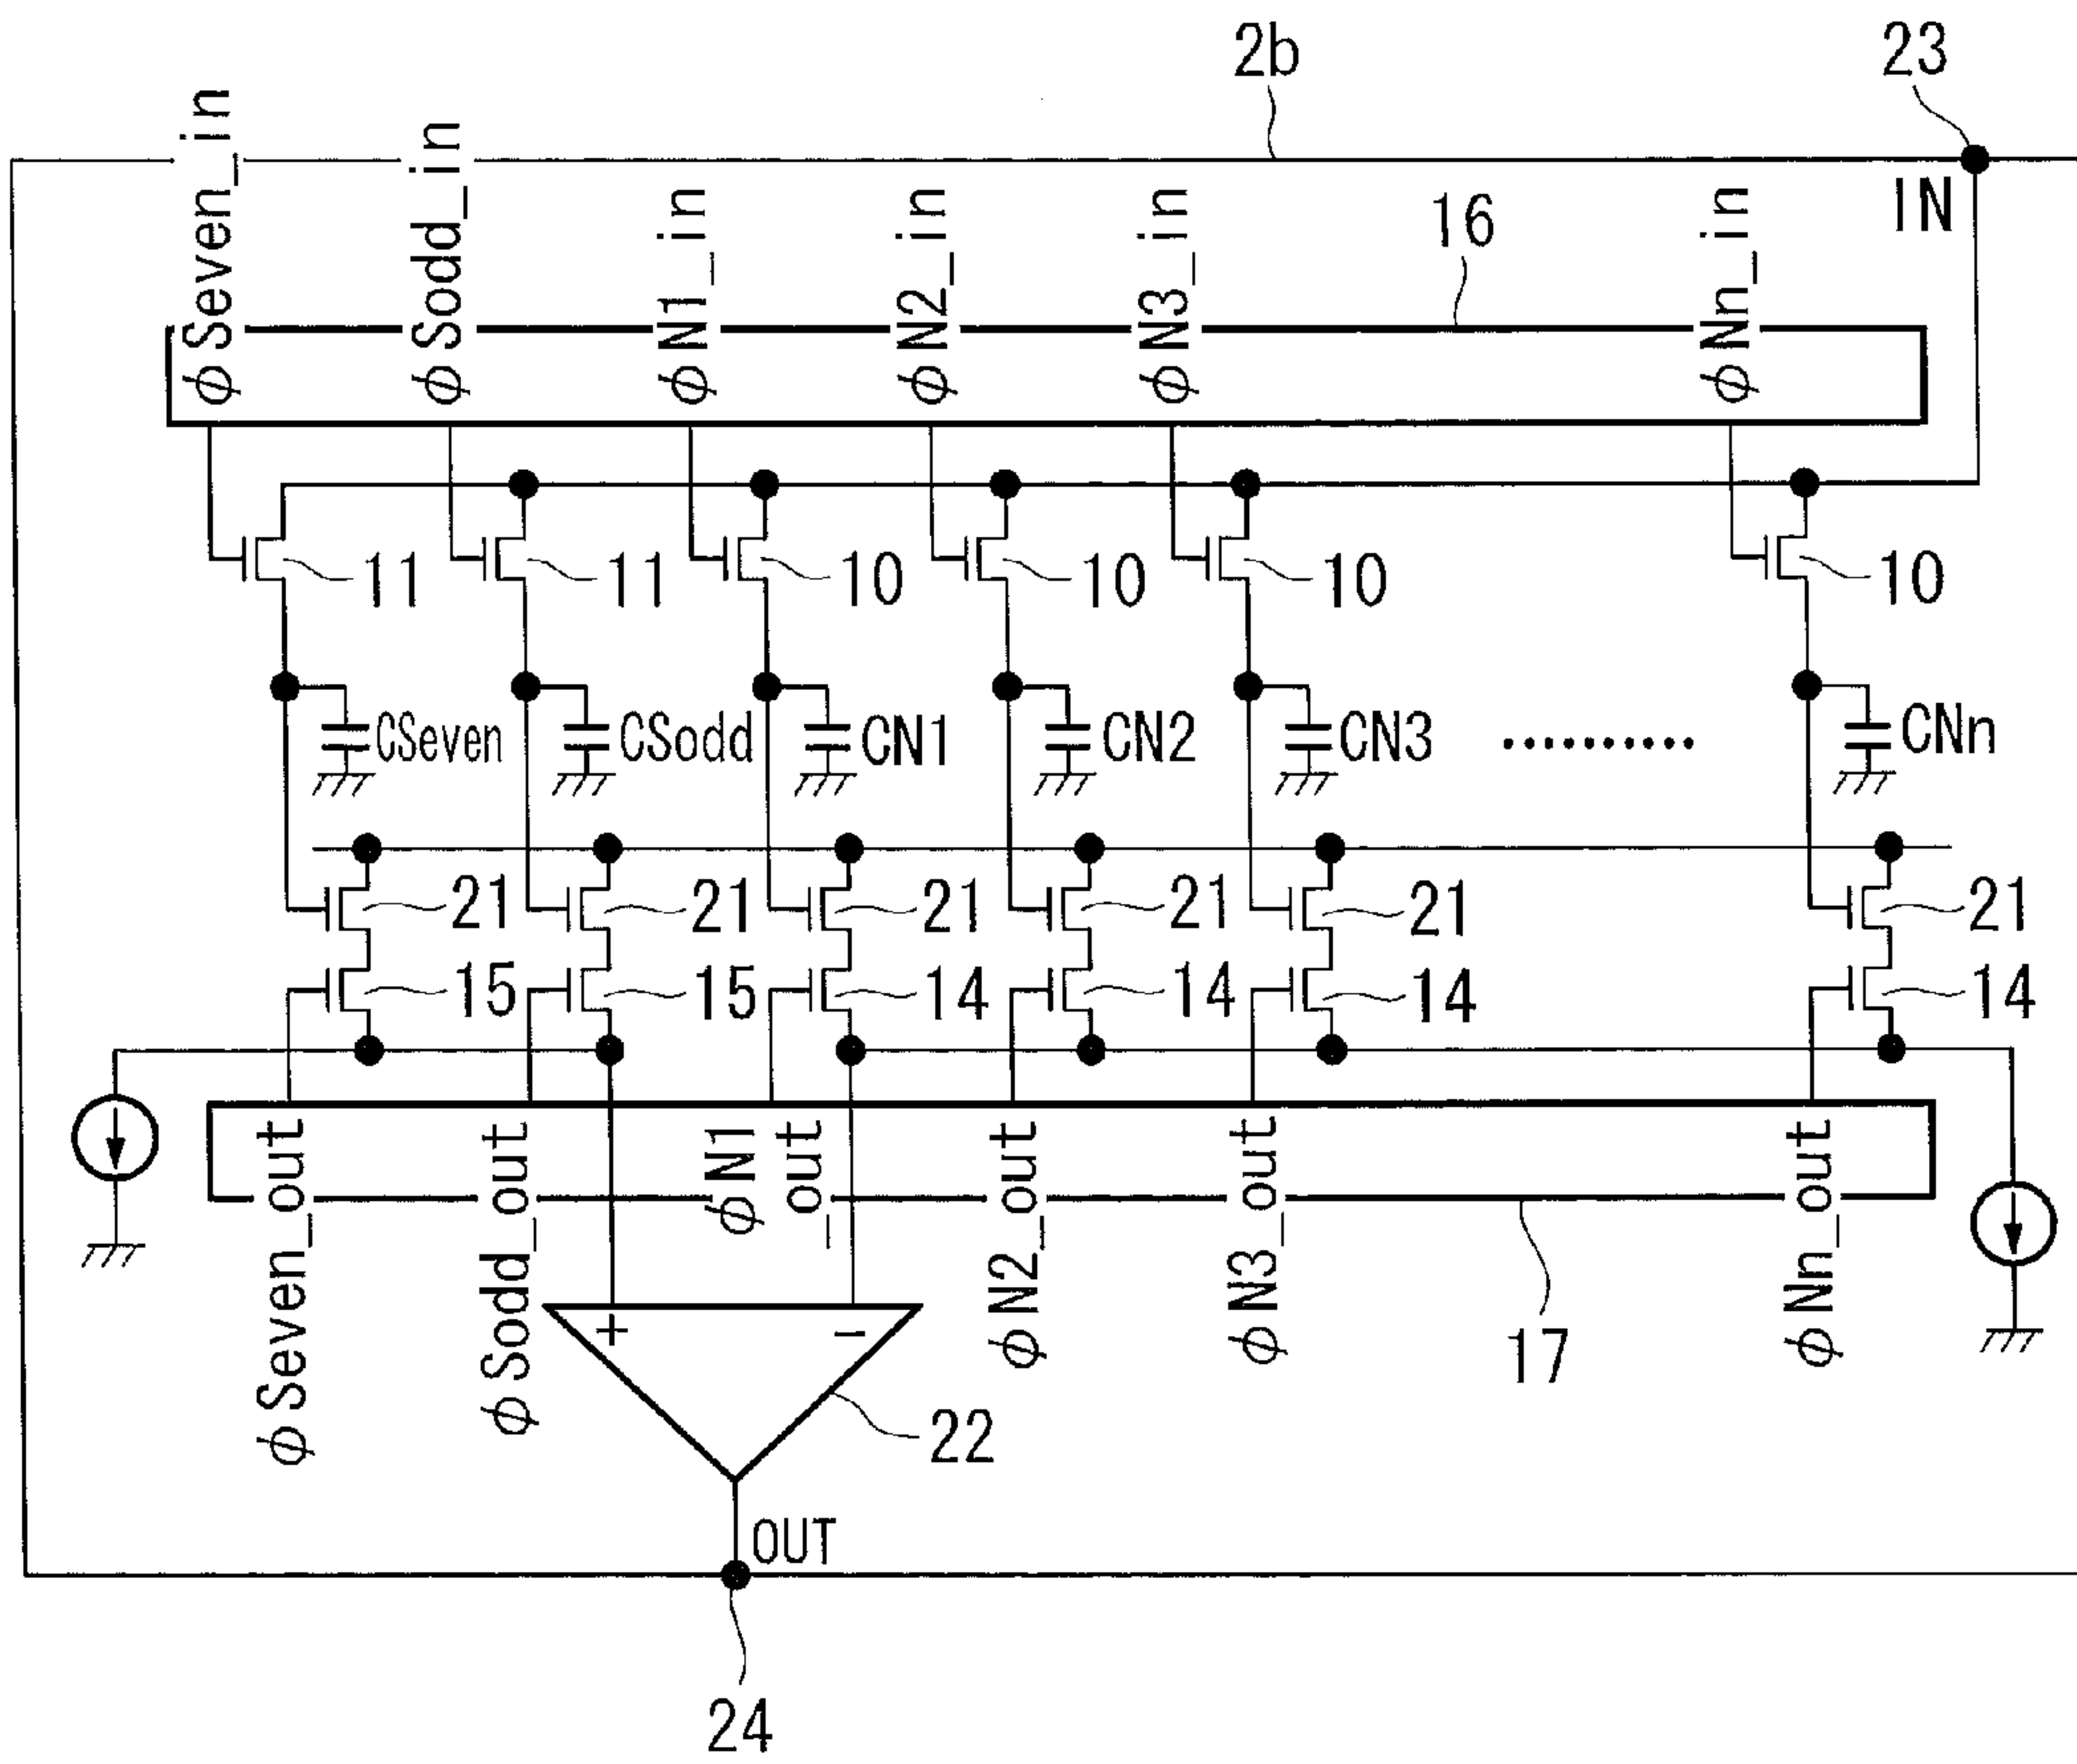 2b
23
φSeven_in
φSodd_in
φN1_in
φN2_in
φN3_in
16
φNn_in
IN
11
11
10
10
10
10
CSeven
CSodd
CN1
CN2
CN3
..........
CNn
21
21
21
21
21
21
15
15
14
14
14
14
φSeven_out
φSodd_out
φN1
_out
φN2_out
φN3_out
φNn_out
+
−
17
22
OUT
24